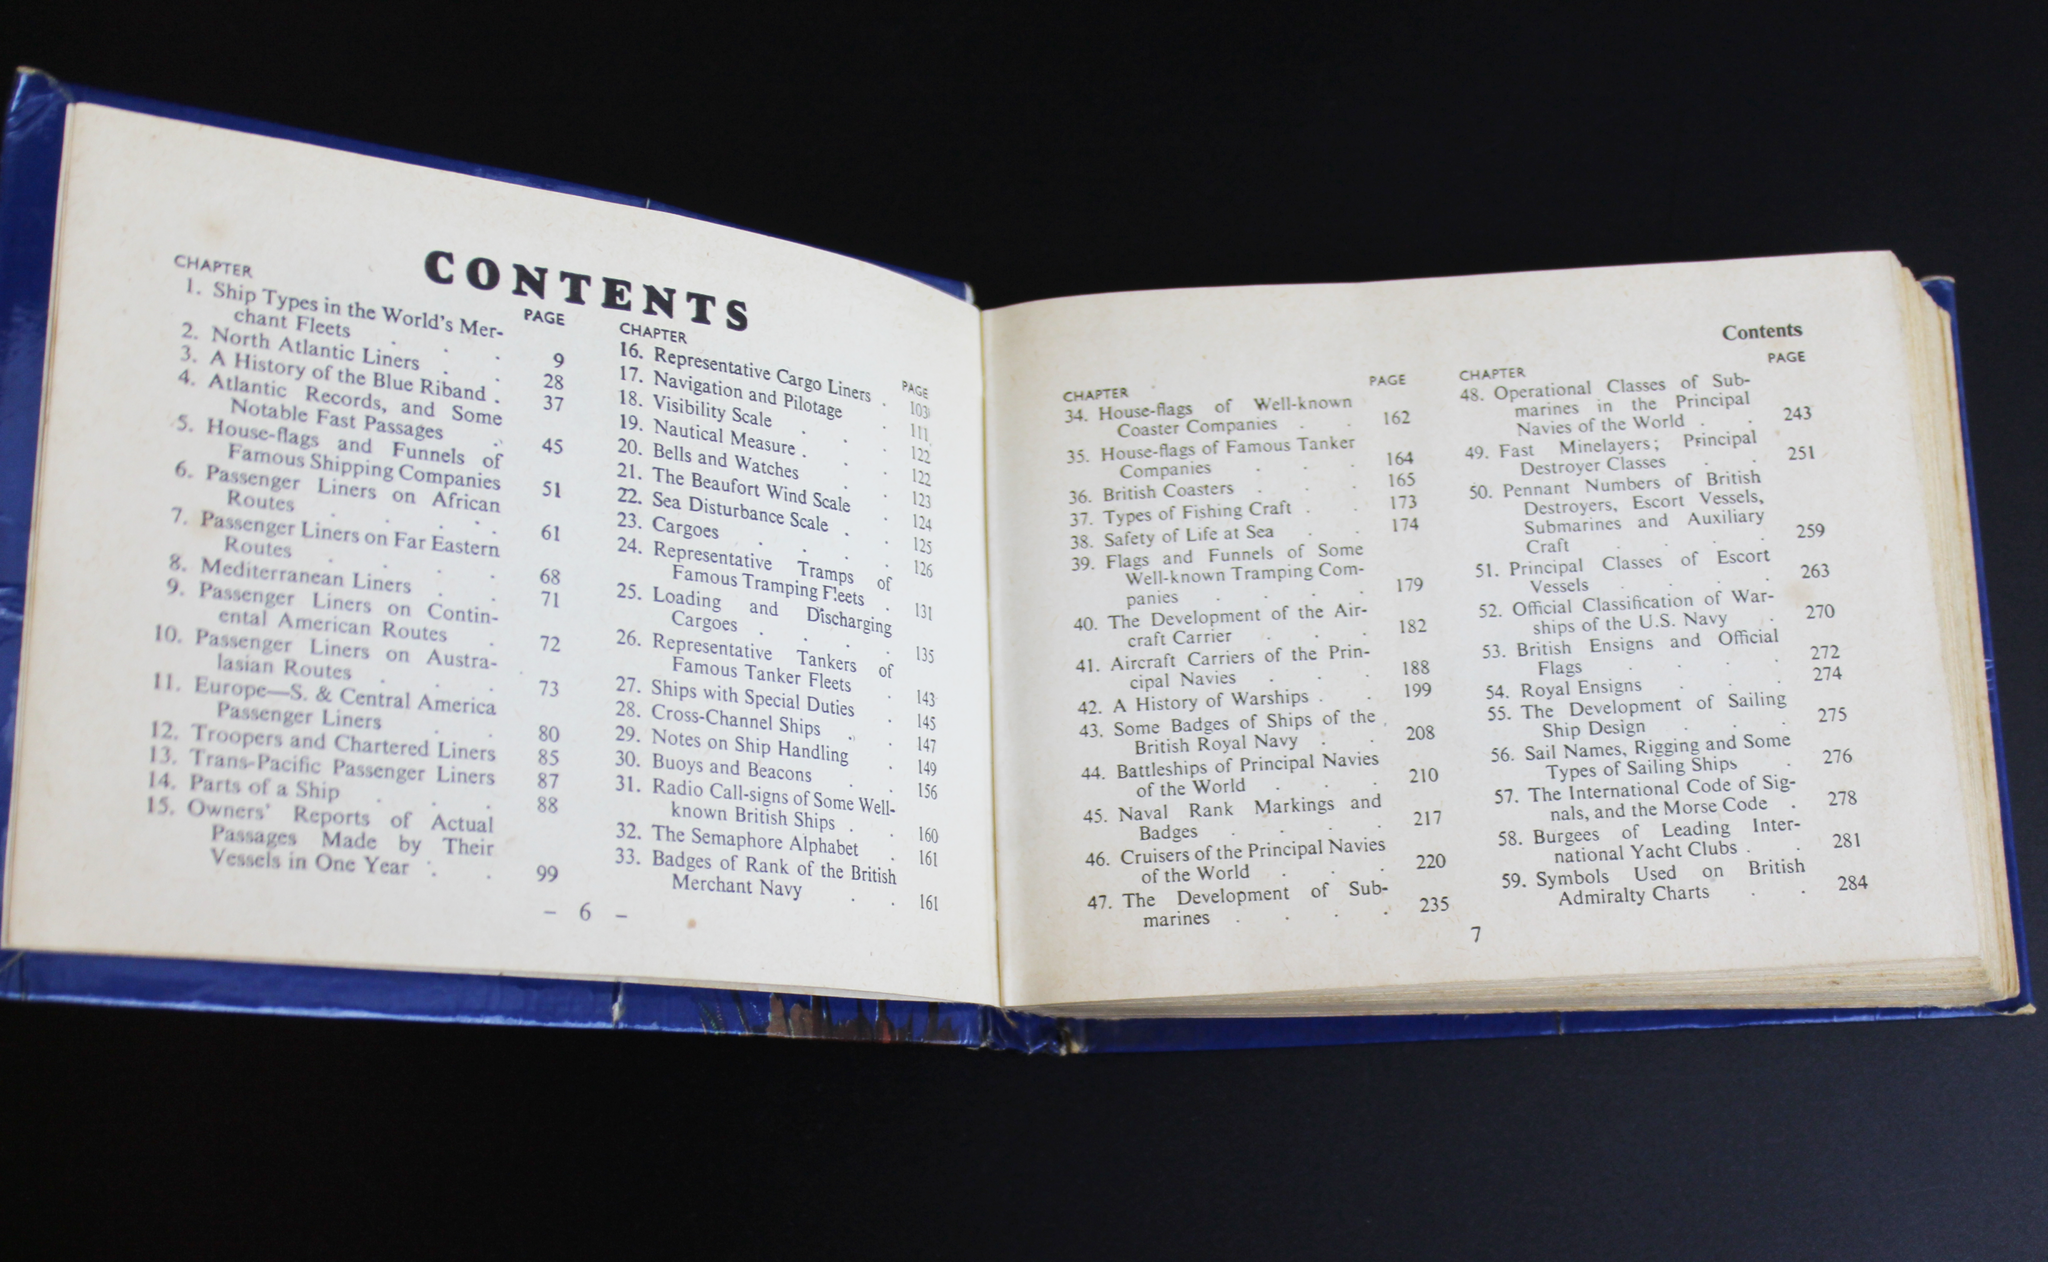 CONTENTS
CHAPTER
PAGE
1. Ship Types in the World's Mer-
chant Fleets . . . 9
2. North Atlantic Liners . . 28
3. A History of the Blue Riband . 37
4. Atlantic Records, and Some
Notable Fast Passages . 45
5. House-flags and Funnels of
Famous Shipping Companies 51
6. Passenger Liners on African
Routes . . . . 61
7. Passenger Liners on Far Eastern
Routes . . . . 68
8. Mediterranean Liners . . 71
9. Passenger Liners on Contin-
ental American Routes . 72
10. Passenger Liners on Austra-
lasian Routes . . . 73
11. Europe—S. & Central America
Passenger Liners . . 80
12. Troopers and Chartered Liners 85
13. Trans-Pacific Passenger Liners 87
14. Parts of a Ship . . . 88
15. Owners' Reports of Actual
Passages Made by Their
Vessels in One Year . . 99
CHAPTER
PAGE
16. Representative Cargo Liners . 103
17. Navigation and Pilotage . 111
18. Visibility Scale . . . 122
19. Nautical Measure . . . 122
20. Bells and Watches . . 123
21. The Beaufort Wind Scale . 124
22. Sea Disturbance Scale . . 125
23. Cargoes . . . . 126
24. Representative Tramps of
Famous Tramping Fleets . 131
25. Loading and Discharging
Cargoes . . . . 135
26. Representative Tankers of
Famous Tanker Fleets . 143
27. Ships with Special Duties . 145
28. Cross-Channel Ships . . 147
29. Notes on Ship Handling . 149
30. Buoys and Beacons . . 156
31. Radio Call-signs of Some Well-
known British Ships . . 160
32. The Semaphore Alphabet . 161
33. Badges of Rank of the British
Merchant Navy . . 161
– 6 –
Contents
CHAPTER
PAGE
34. House-flags of Well-known
Coaster Companies . . 162
35. House-flags of Famous Tanker
Companies . . . 164
36. British Coasters . . . 165
37. Types of Fishing Craft . . 173
38. Safety of Life at Sea . . 174
39. Flags and Funnels of Some
Well-known Tramping Com-
panies . . . . 179
40. The Development of the Air-
craft Carrier . . . 182
41. Aircraft Carriers of the Prin-
cipal Navies . . . 188
42. A History of Warships . . 199
43. Some Badges of Ships of the
British Royal Navy . . 208
44. Battleships of Principal Navies
of the World . . . 210
45. Naval Rank Markings and
Badges . . . . 217
46. Cruisers of the Principal Navies
of the World . . . 220
47. The Development of Sub-
marines . . . . 235
CHAPTER
PAGE
48. Operational Classes of Sub-
marines in the Principal
Navies of the World . . 243
49. Fast Minelayers; Principal
Destroyer Classes . . 251
50. Pennant Numbers of British
Destroyers, Escort Vessels,
Submarines and Auxiliary
Craft . . . . 259
51. Principal Classes of Escort
Vessels . . . . 263
52. Official Classification of War-
ships of the U.S. Navy . 270
53. British Ensigns and Official
Flags . . . . 272
54. Royal Ensigns . . . 274
55. The Development of Sailing
Ship Design . . . 275
56. Sail Names, Rigging and Some
Types of Sailing Ships . 276
57. The International Code of Sig-
nals, and the Morse Code . 278
58. Burgees of Leading Inter-
national Yacht Clubs . . 281
59. Symbols Used on British
Admiralty Charts . . 284
7